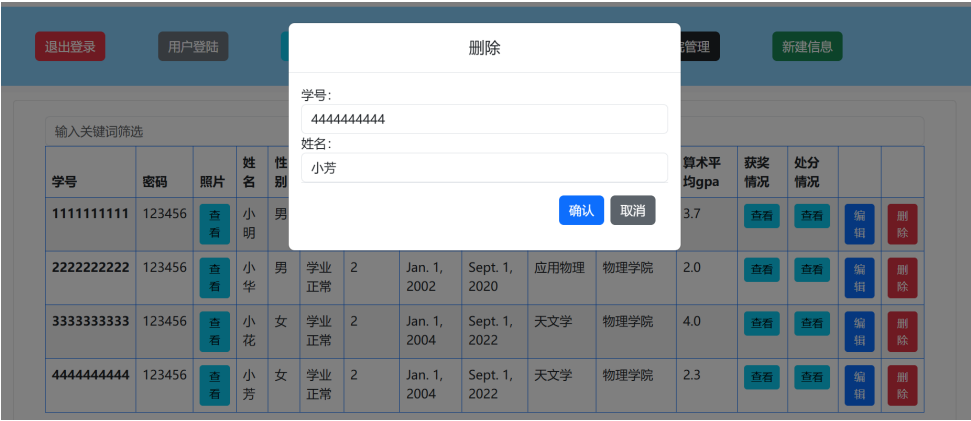 退出登录 用户登陆 管理 新建信息
删除
学号：
4444444444
姓名：
小芳
确认 取消
输入关键词筛选
学号 密码 照片 姓名 性别 算术平均gpa 获奖情况 处分情况
1111111111 123456 查看 小明 男 3.7 查看 查看 编辑 删除
2222222222 123456 查看 小华 男 学业正常 2 Jan. 1, 2002 Sept. 1, 2020 应用物理 物理学院 2.0 查看 查看 编辑 删除
3333333333 123456 查看 小花 女 学业正常 2 Jan. 1, 2004 Sept. 1, 2022 天文学 物理学院 4.0 查看 查看 编辑 删除
4444444444 123456 查看 小芳 女 学业正常 2 Jan. 1, 2004 Sept. 1, 2022 天文学 物理学院 2.3 查看 查看 编辑 删除